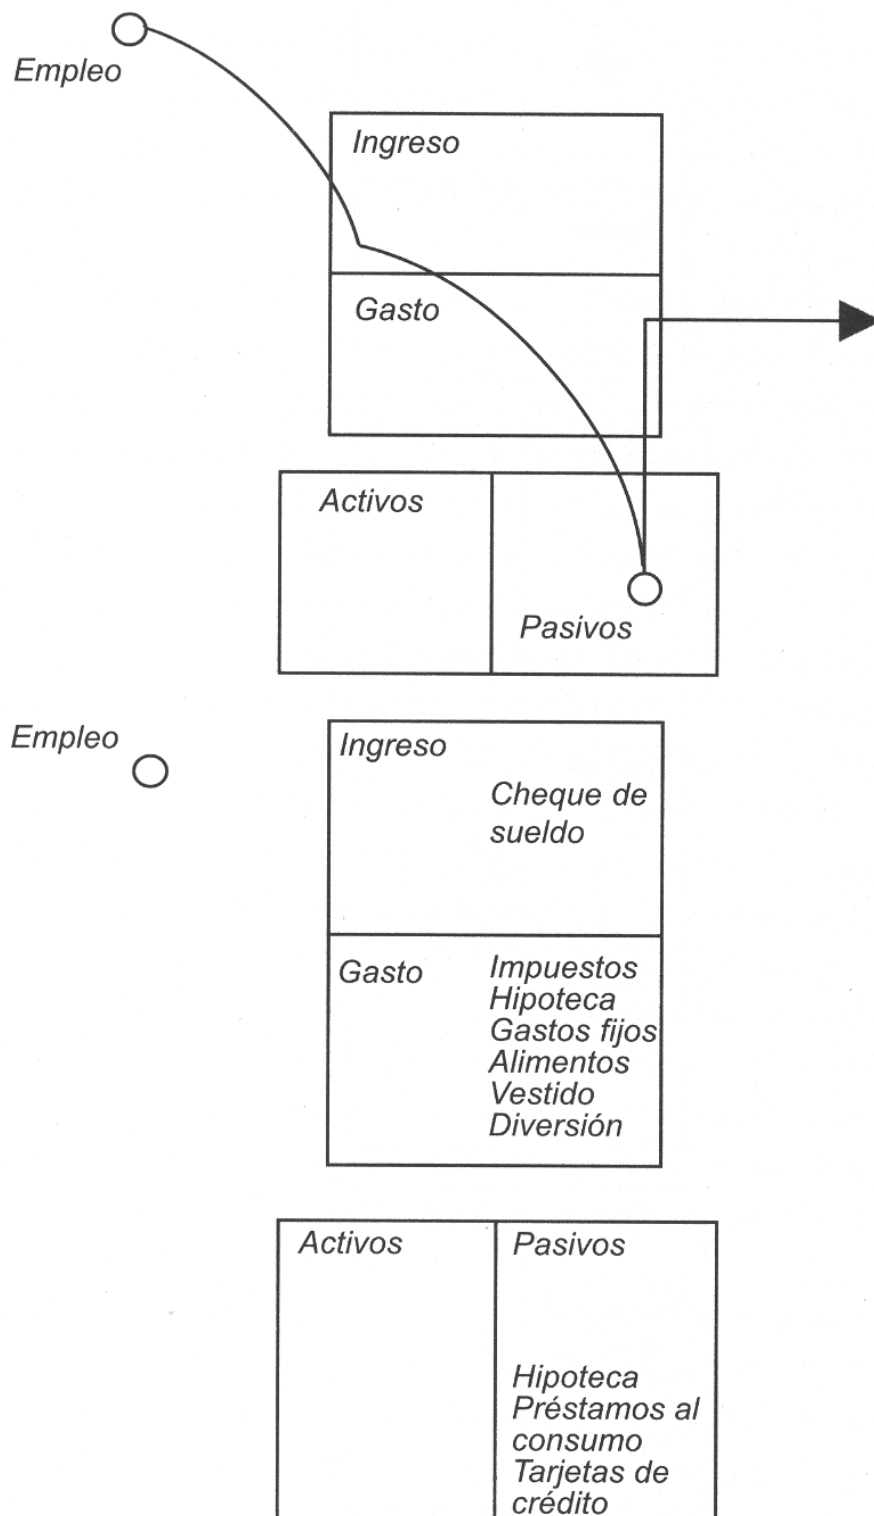 Empleo
Ingreso
Gasto
Activos
Pasivos
Empleo
Ingreso
Cheque de
sueldo
Gasto
Impuestos
Hipoteca
Gastos fijos
Alimentos
Vestido
Diversión
Activos
Pasivos
Hipoteca
Préstamos al
consumo
Tarjetas de
crédito